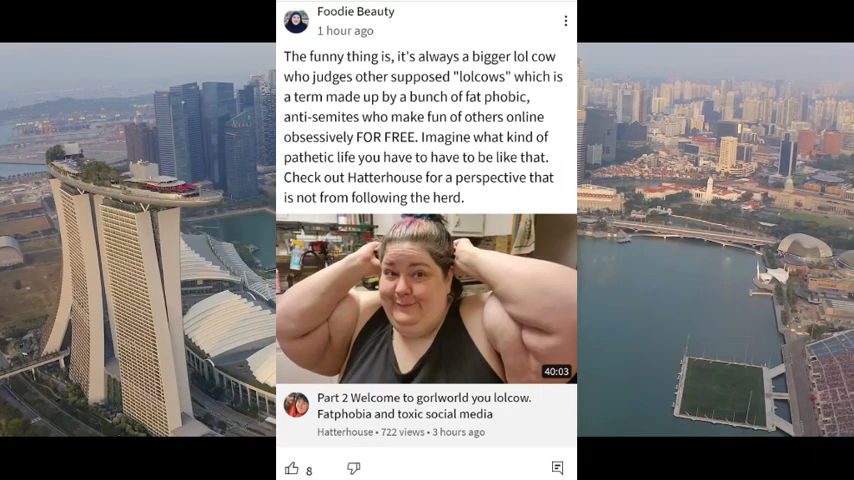 Foodie Beauty
1 hour ago
The funny thing is, it's always a bigger lol cow
who judges other supposed "lolcows" which is
a term made up by a bunch of fat phobic,
anti-semites who make fun of others online
obsessively FOR FREE. Imagine what kind of
pathetic life you have to have to be like that.
Check out Hatterhouse for a perspective that
is not from following the herd.
40:03
Part 2 Welcome to gorlworld you lolcow.
Fatphobia and toxic social media
Hatterhouse • 722 views • 3 hours ago
8